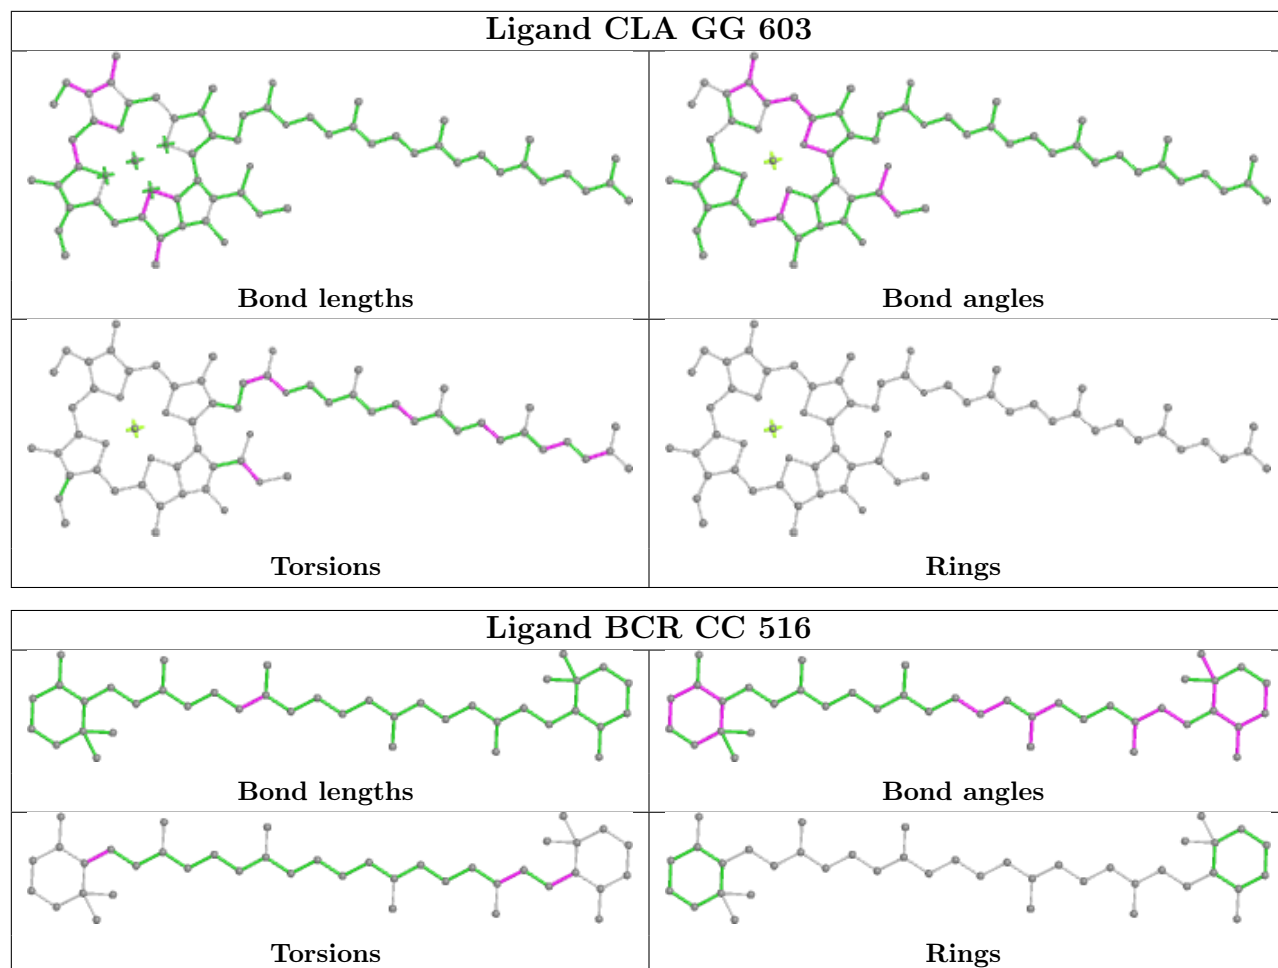 Ligand CLA GG 603
Bond lengths
Bond angles
Torsions
Rings
Ligand BCR CC 516
Bond lengths
Bond angles
Torsions
Rings